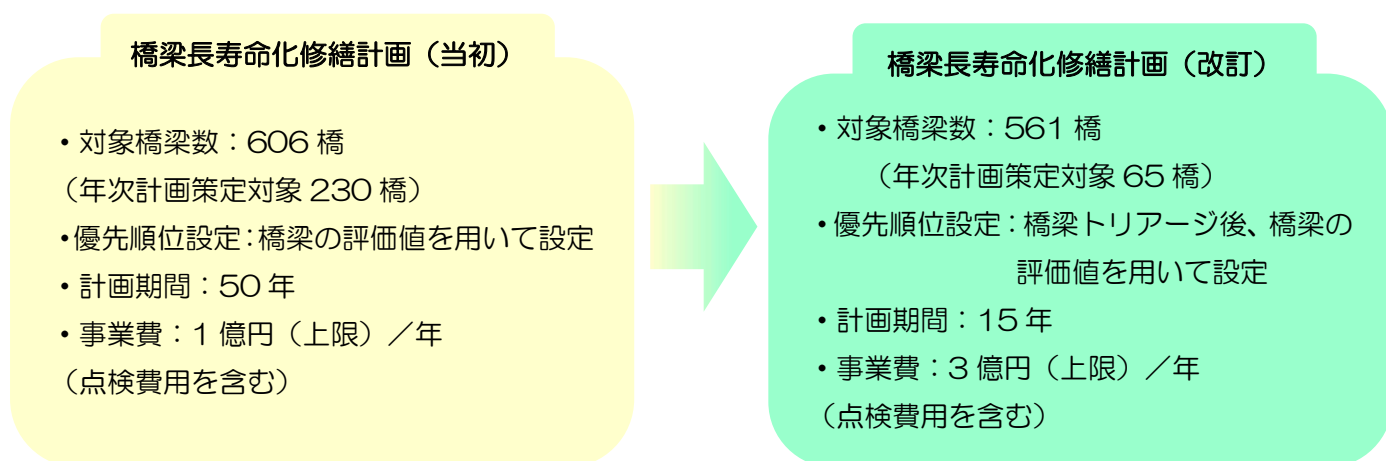 橋梁長寿命化修繕計画（当初）
・対象橋梁数：606 橋
（年次計画策定対象 230 橋）
・優先順位設定：橋梁の評価値を用いて設定
・計画期間：50 年
・事業費：1 億円（上限）／年
（点検費用を含む）
橋梁長寿命化修繕計画（改訂）
・対象橋梁数：561 橋
（年次計画策定対象 65 橋）
・優先順位設定：橋梁トリアージ後、橋梁の
評価値を用いて設定
・計画期間：15 年
・事業費：3 億円（上限）／年
（点検費用を含む）